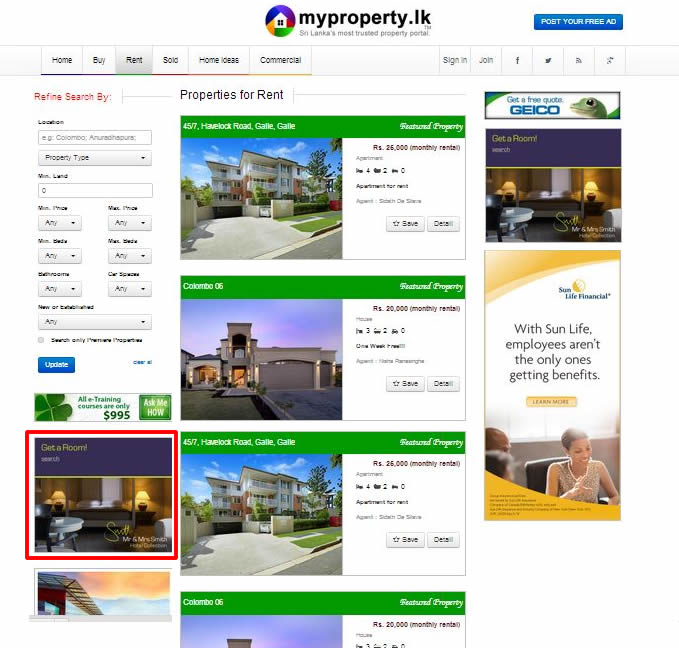 myproperty.lk
TM
Sri Lanka's most trusted property portal.
POST YOUR FREE AD
Home
Buy
Rent
Sold
Home Ideas
Commercial
Sign In
Join
Refine Search By:
Location
e.g: Colombo; Anuradhapura;
Property Type
Min. Land
0
Min. Price
Max. Price
Any
Any
Min. Beds
Max. Beds
Any
Any
Bathrooms
Car Spaces
Any
Any
New or Established
Any
Search only Premiere Properties
Update
clear all
All e-Training
courses are only
$995
Ask Me
HOW
Get a Room!
search
Smith
Mr & Mrs Smith
Hotel Collection
Properties for Rent
45/7, Havelock Road, Galle, Galle
Featured Property
Rs. 26,000 (monthly rental)
Apartment
4 2 0
Apartment for rent
Agent : Sidath De Silava
Save
Detail
Colombo 06
Featured Property
Rs. 20,000 (monthly rental)
House
3 2 0
One Week Free!!!
Agent : Nisha Ranasinghe
Save
Detail
45/7, Havelock Road, Galle, Galle
Featured Property
Rs. 26,000 (monthly rental)
Apartment
4 2 0
Apartment for rent
Agent : Sidath De Silava
Save
Detail
Colombo 06
Featured Property
Rs. 20,000 (monthly rental)
House
3 2 0
Get a free quote.
GEICO
Get a Room!
search
Smith
Mr & Mrs Smith
Hotel Collection
Sun
Life Financial
With Sun Life,
employees aren't
the only ones
getting benefits.
LEARN MORE